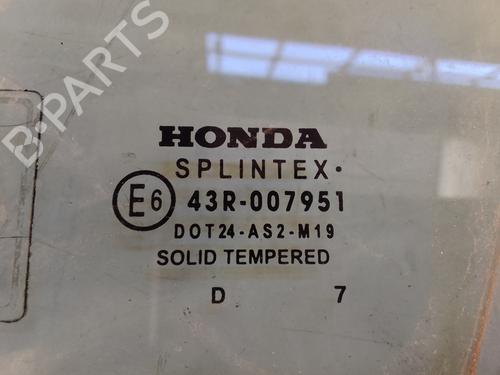 B-PARTS
HONDA
SPLINTEX·
E6 43R-007951
DOT24-AS2-M19
SOLID TEMPERED
D 7